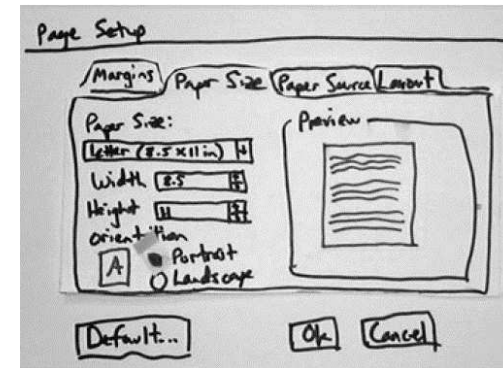 Page Setup
Margins Paper Size Paper Source Layout
Paper Size:
Letter (8.5 x 11 in)
Width 8.5
Height 11
orientition
A
Portrait
Landscape
Preview
Default... Ok Cancel